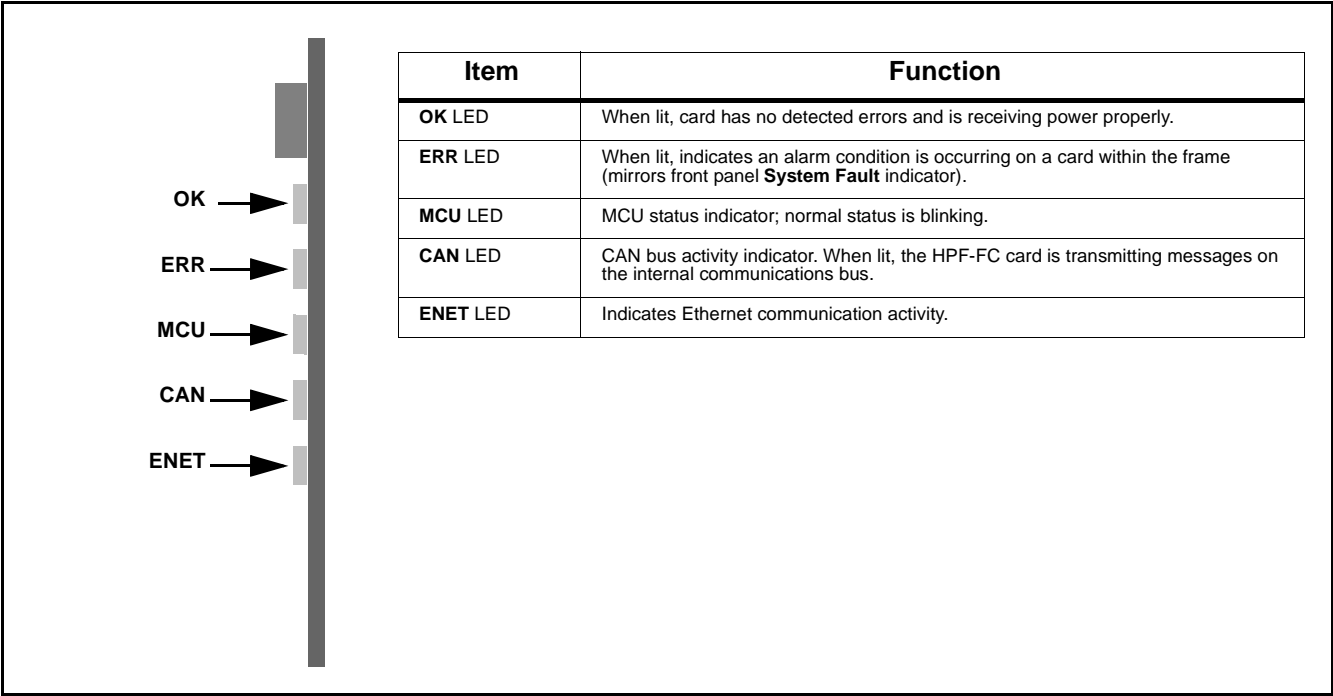 OK
ERR
MCU
CAN
ENET
Item Function
OK LED When lit, card has no detected errors and is receiving power properly.
ERR LED When lit, indicates an alarm condition is occurring on a card within the frame
(mirrors front panel System Fault indicator).
MCU LED MCU status indicator; normal status is blinking.
CAN LED CAN bus activity indicator. When lit, the HPF-FC card is transmitting messages on
the internal communications bus.
ENET LED Indicates Ethernet communication activity.